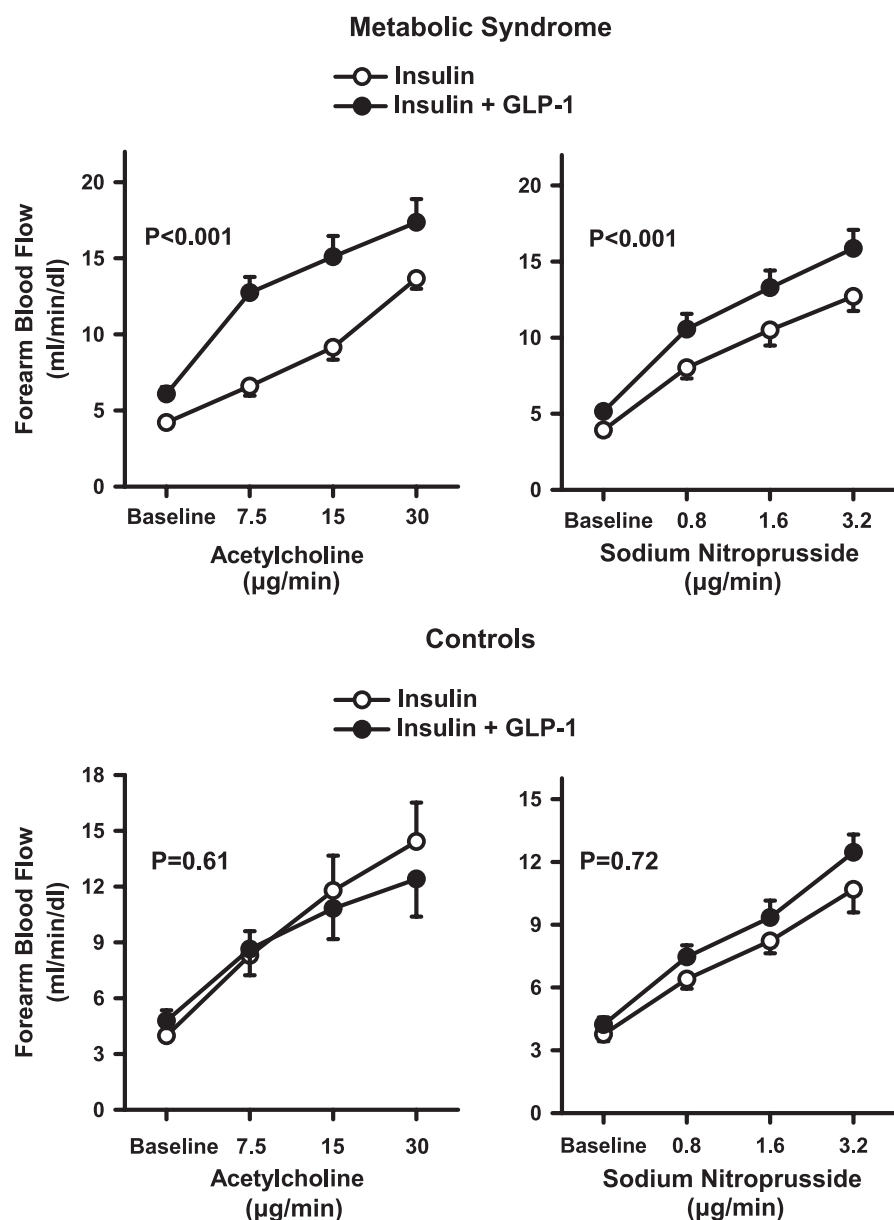 Metabolic Syndrome
Insulin
Insulin + GLP-1
Forearm Blood Flow
(ml/min/dl)
20
15
10
5
0
P<0.001
Baseline 7.5 15 30
Acetylcholine
(µg/min)
20
15
10
5
0
P<0.001
Baseline 0.8 1.6 3.2
Sodium Nitroprusside
(µg/min)
Controls
Insulin
Insulin + GLP-1
Forearm Blood Flow
(ml/min/dl)
18
15
12
9
6
3
0
P=0.61
Baseline 7.5 15 30
Acetylcholine
(µg/min)
15
12
9
6
3
0
P=0.72
Baseline 0.8 1.6 3.2
Sodium Nitroprusside
(µg/min)